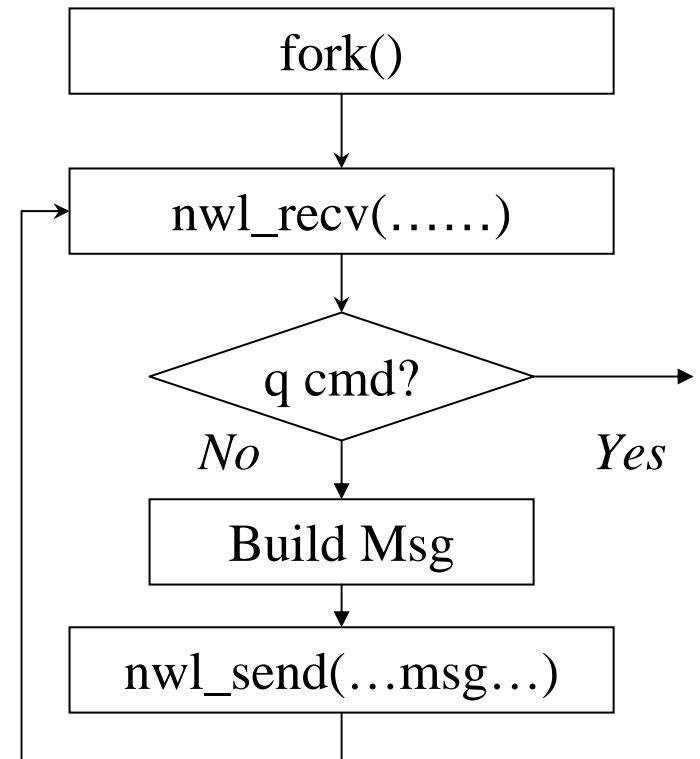 fork()
nwl_recv(……)
q cmd?
No
Yes
Build Msg
nwl_send(…msg…)